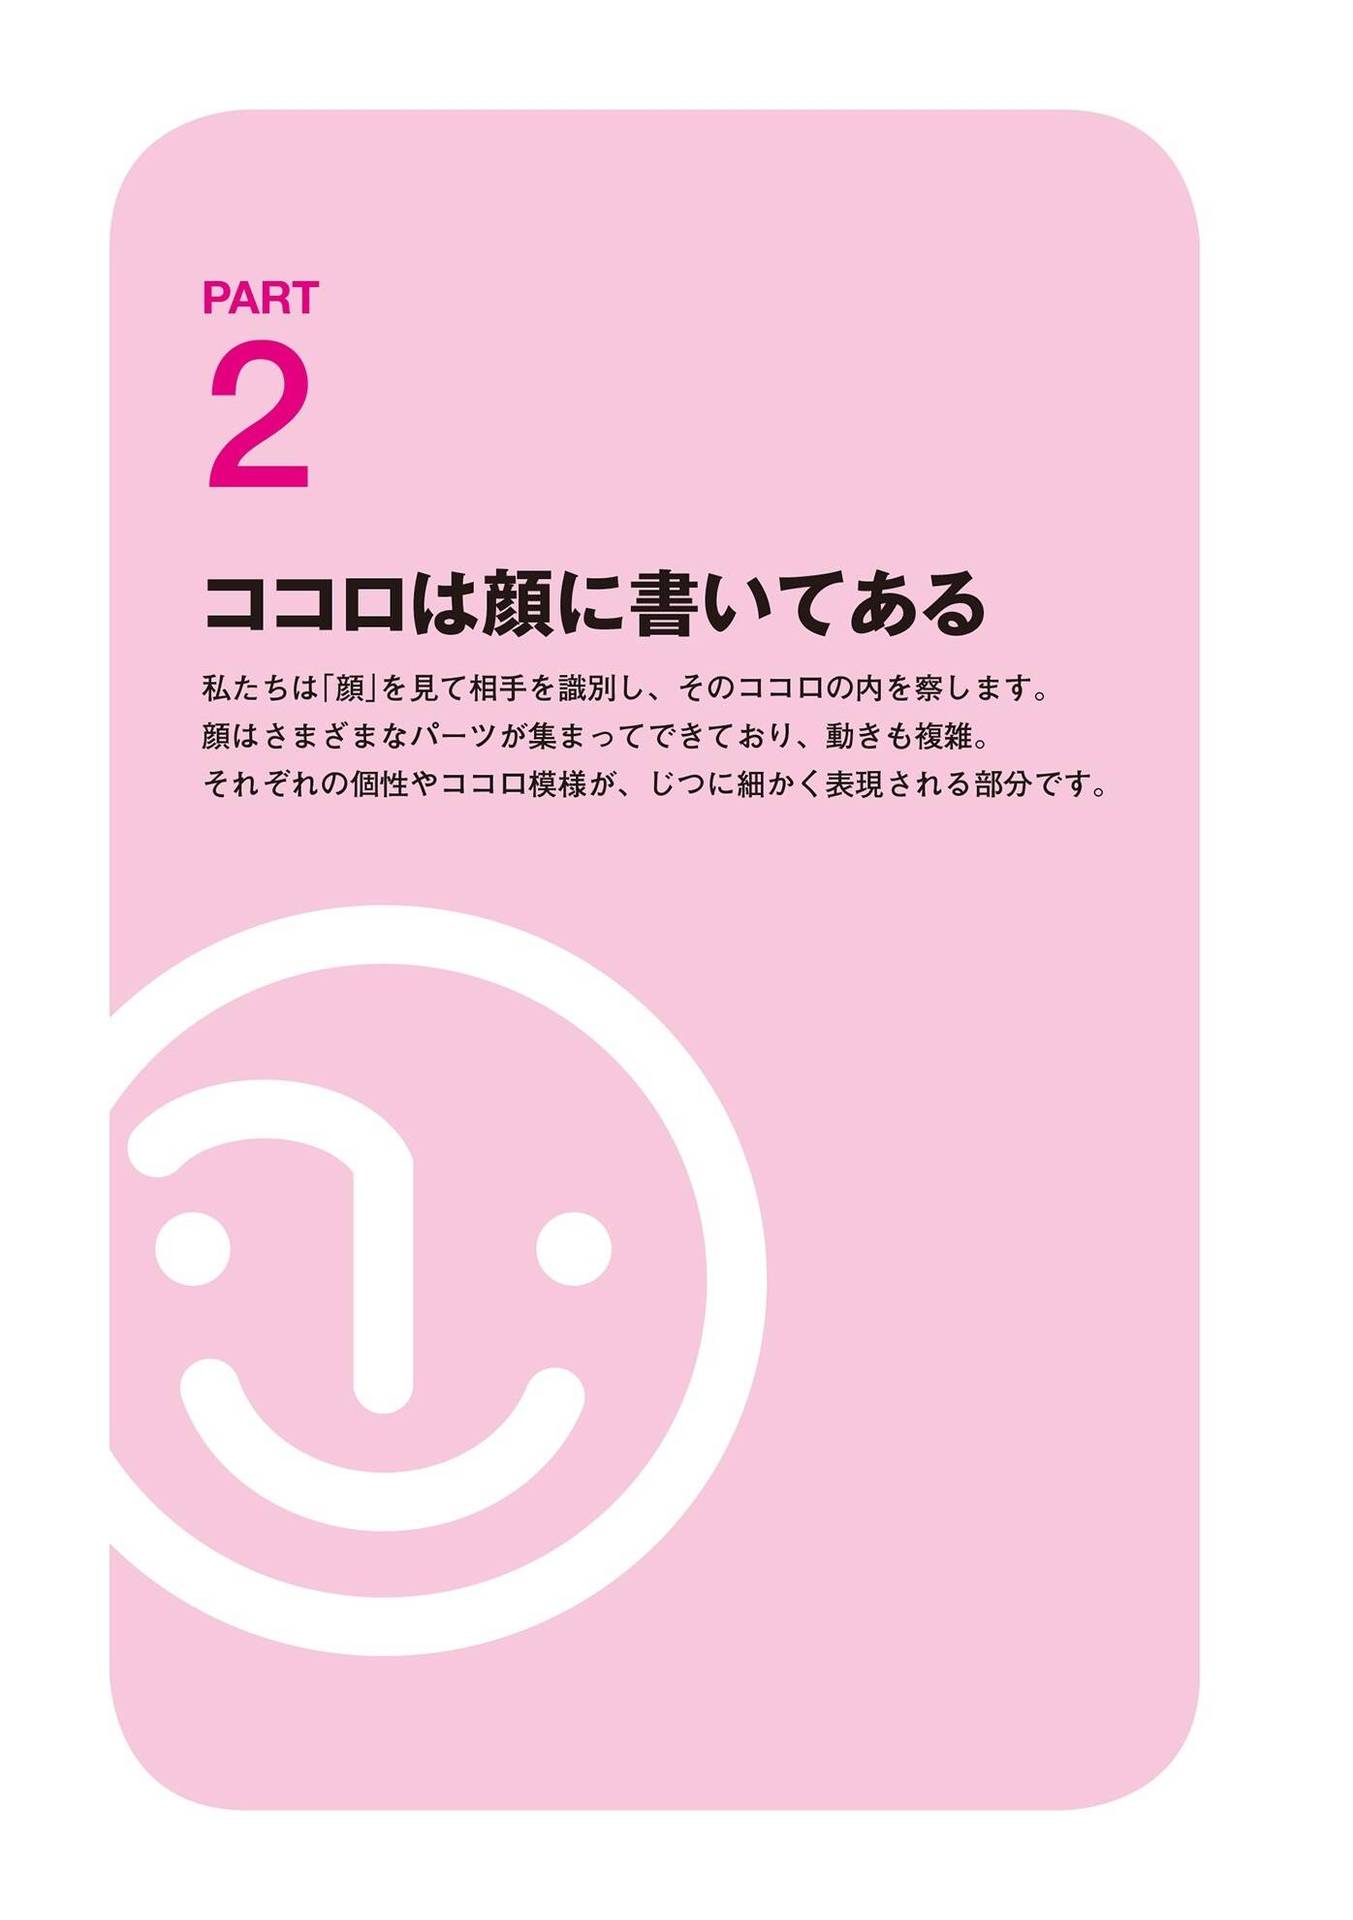 PART
2
ココロは顔に書いてある
私たちは「顔」を見て相手を識別し、そのココロの内を察します。
顔はさまざまなパーツが集まってできており、動きも複雑。
それぞれの個性やココロ模様が、じつに細かく表現される部分です。